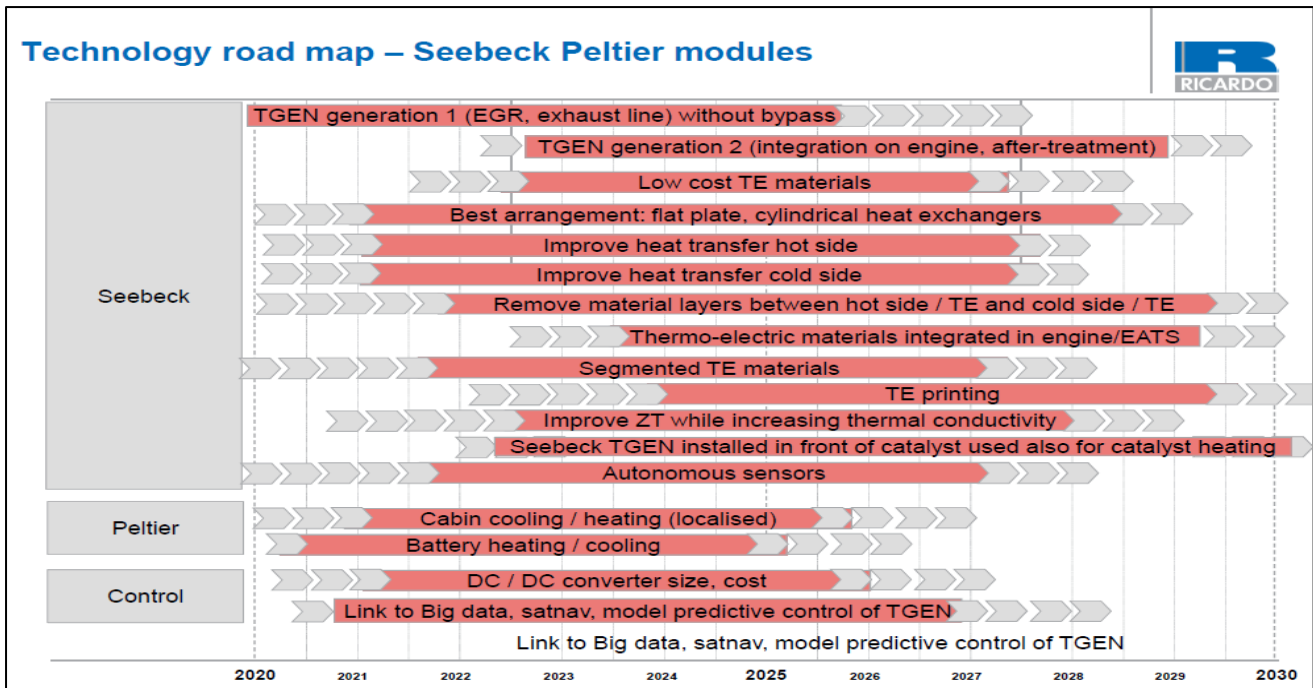 Technology road map – Seebeck Peltier modules
RICARDO
Seebeck
TGEN generation 1 (EGR, exhaust line) without bypass
TGEN generation 2 (integration on engine, after-treatment)
Low cost TE materials
Best arrangement: flat plate, cylindrical heat exchangers
Improve heat transfer hot side
Improve heat transfer cold side
Remove material layers between hot side / TE and cold side / TE
Thermo-electric materials integrated in engine/EATS
Segmented TE materials
TE printing
Improve ZT while increasing thermal conductivity
Seebeck TGEN installed in front of catalyst used also for catalyst heating
Autonomous sensors
Peltier
Cabin cooling / heating (localised)
Battery heating / cooling
Control
DC / DC converter size, cost
Link to Big data, satnav, model predictive control of TGEN
Link to Big data, satnav, model predictive control of TGEN
2020 2021 2022 2023 2024 2025 2026 2027 2028 2029 2030